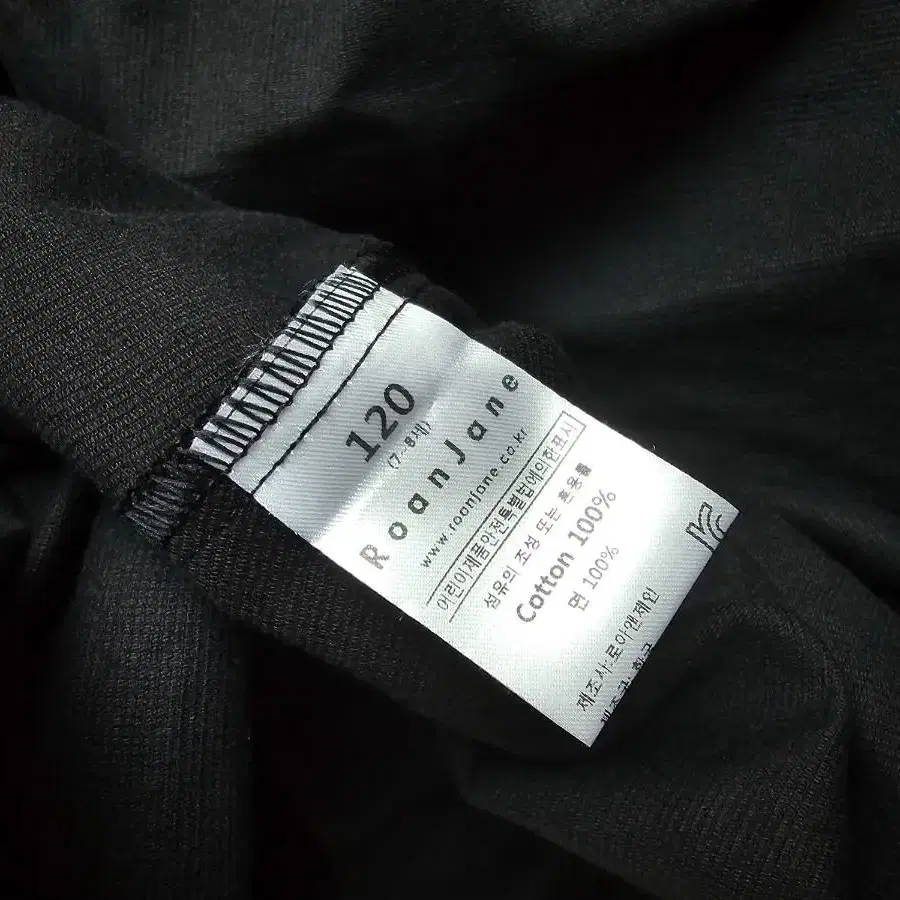 120
(7~8세)
RoanJane
www.roanjane.co.kr
어린이제품안전특별법에의한표시
섬유의 조성 또는 혼용률
Cotton 100%
면 100%
제조사:로아앤제인